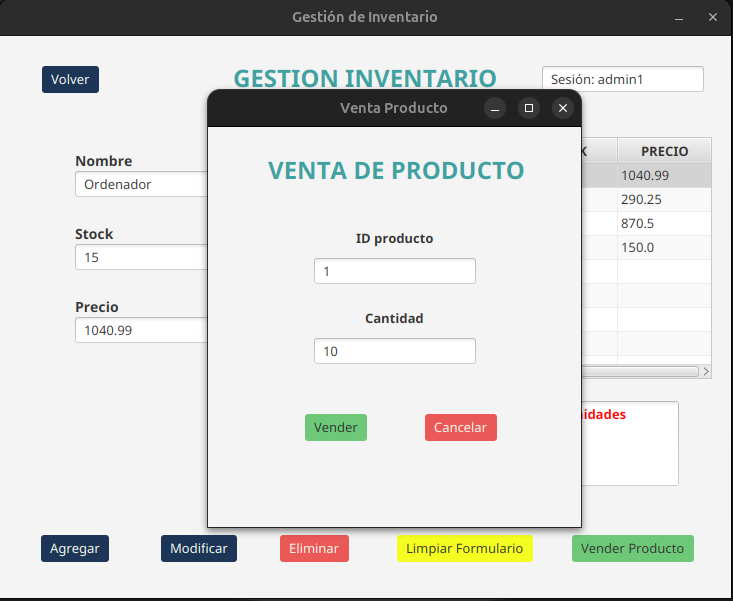 Gestión de Inventario
Volver
GESTION INVENTARIO
Sesión: admin1
Venta Producto
VENTA DE PRODUCTO
ID producto
1
Cantidad
10
Vender
Cancelar
Nombre
Ordenador
Stock
15
Precio
1040.99
K
PRECIO
1040.99
290.25
870.5
150.0
idades
Agregar
Modificar
Eliminar
Limpiar Formulario
Vender Producto